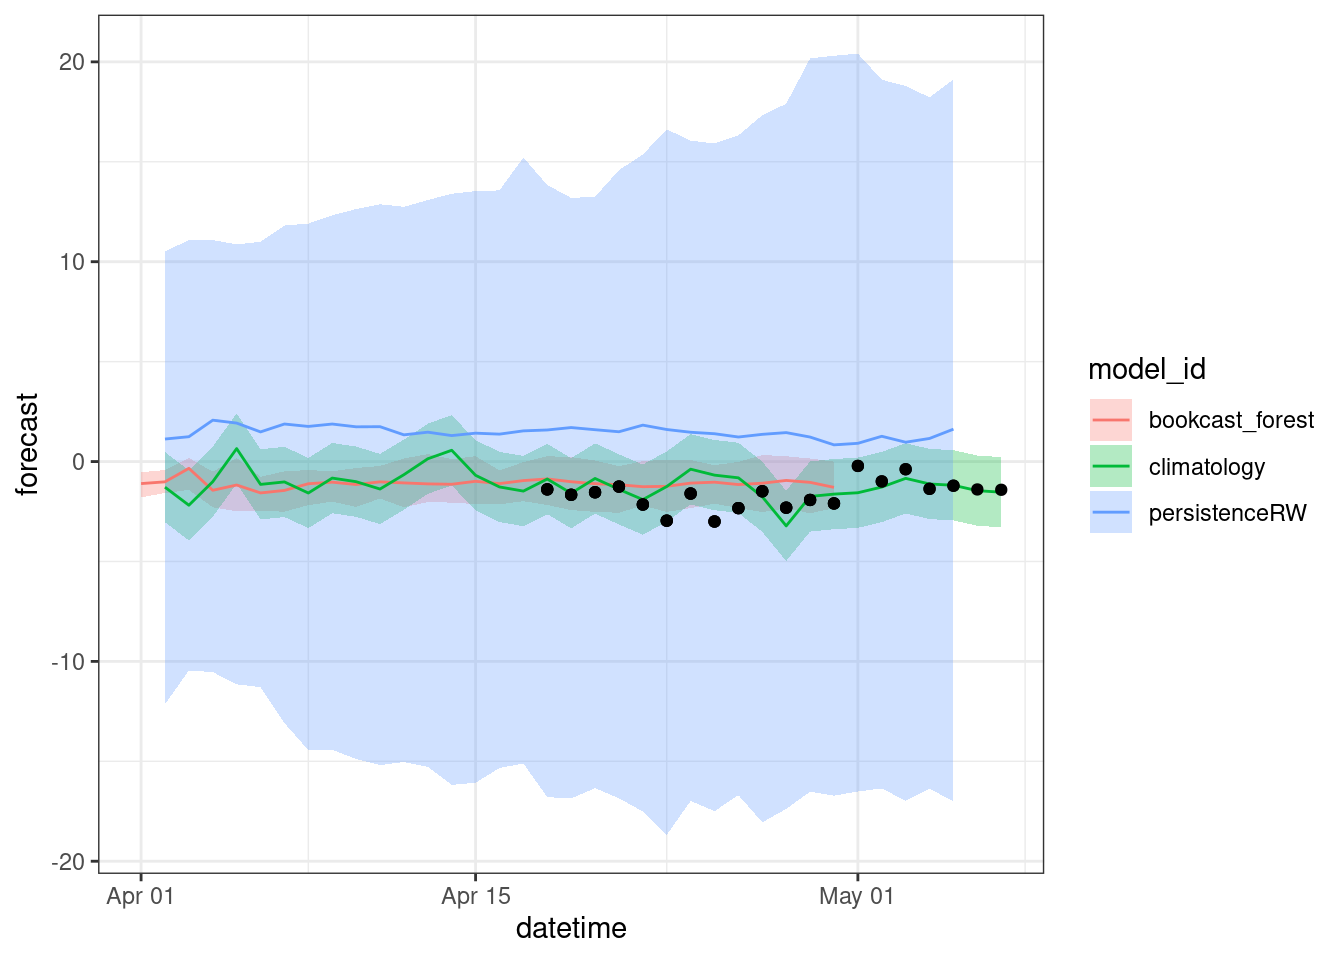 20
10
0
-10
-20
forecast
Apr 01
Apr 15
May 01
datetime
model_id
bookcast_forest
climatology
persistenceRW